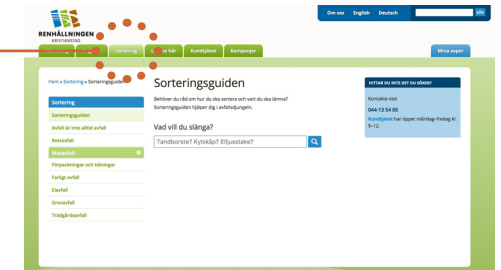 Om oss English Deutsch
sök
RENHÅLLNINGEN
KRISTIANSTAD
Sortering
här Kundtjänst Kampanjer
Mina sopor
Hem » Sortering » Sorteringsguiden
Sortering
Sorteringsguiden
Avfall är inte alltid avfall
Restavfall
Matavfall
Förpackningar och tidningar
Farligt avfall
Elavfall
Grovavfall
Trädgårdsavfall
Sorteringsguiden
Behöver du råd om hur du ska sortera och vart du ska lämna?
Sorteringsguiden hjälper dig i avfallsdjungeln.
Vad vill du slänga?
Tandborste? Kylskåp? Elljusstake?
HITTAR DU INTE DET DU SÖKER?
Kontakta oss!
044-13 54 00
Kundtjänst har öppet måndag-fredag kl.
9–12.